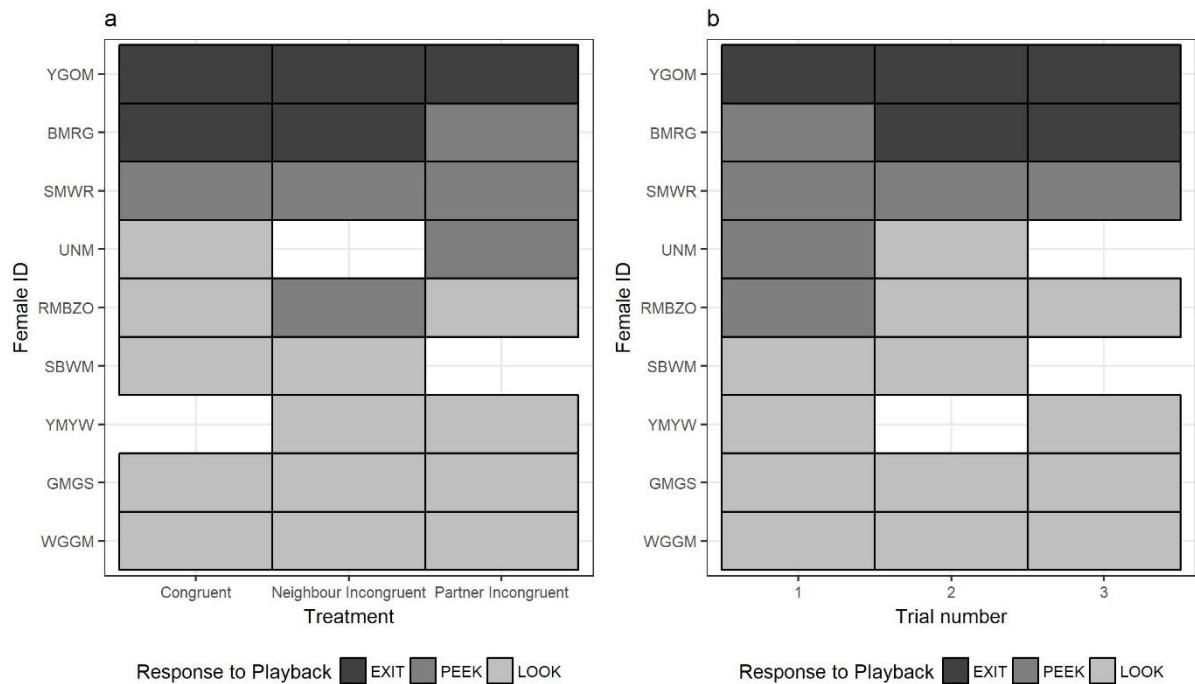 a
YGOM
BMRG
SMWR
UNM
RMBZO
SBWM
YMYW
GMGS
WGGM
Female ID
Congruent Neighbour Incongruent Partner Incongruent
Treatment
Response to Playback EXIT PEEK LOOK
b
YGOM
BMRG
SMWR
UNM
RMBZO
SBWM
YMYW
GMGS
WGGM
Female ID
1 2 3
Trial number
Response to Playback EXIT PEEK LOOK